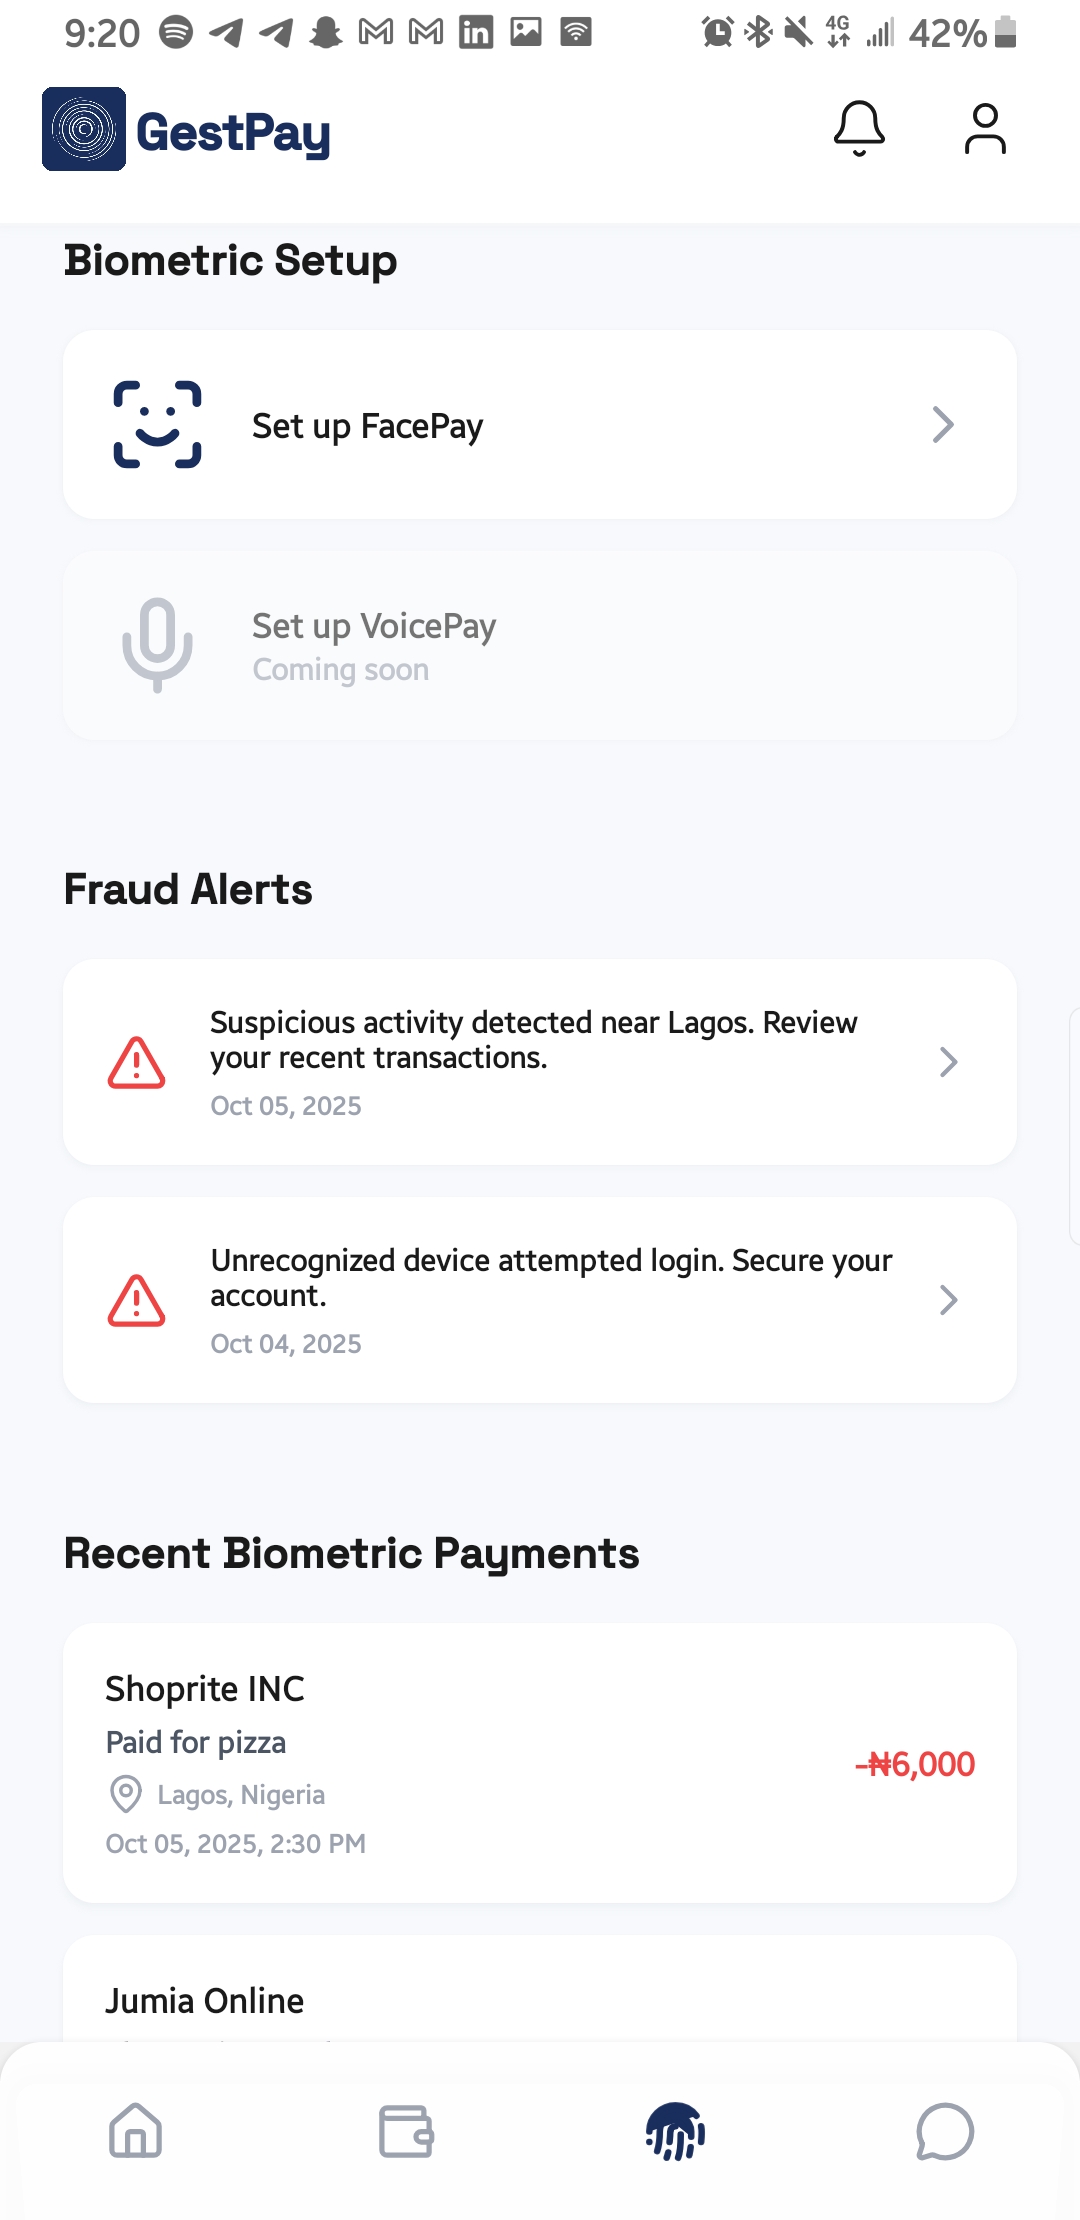 9:20
4G
42%
GestPay
Biometric Setup
Set up FacePay
Set up VoicePay
Coming soon
Fraud Alerts
Suspicious activity detected near Lagos. Review
your recent transactions.
Oct 05, 2025
Unrecognized device attempted login. Secure your
account.
Oct 04, 2025
Recent Biometric Payments
Shoprite INC
Paid for pizza
-₦6,000
Lagos, Nigeria
Oct 05, 2025, 2:30 PM
Jumia Online